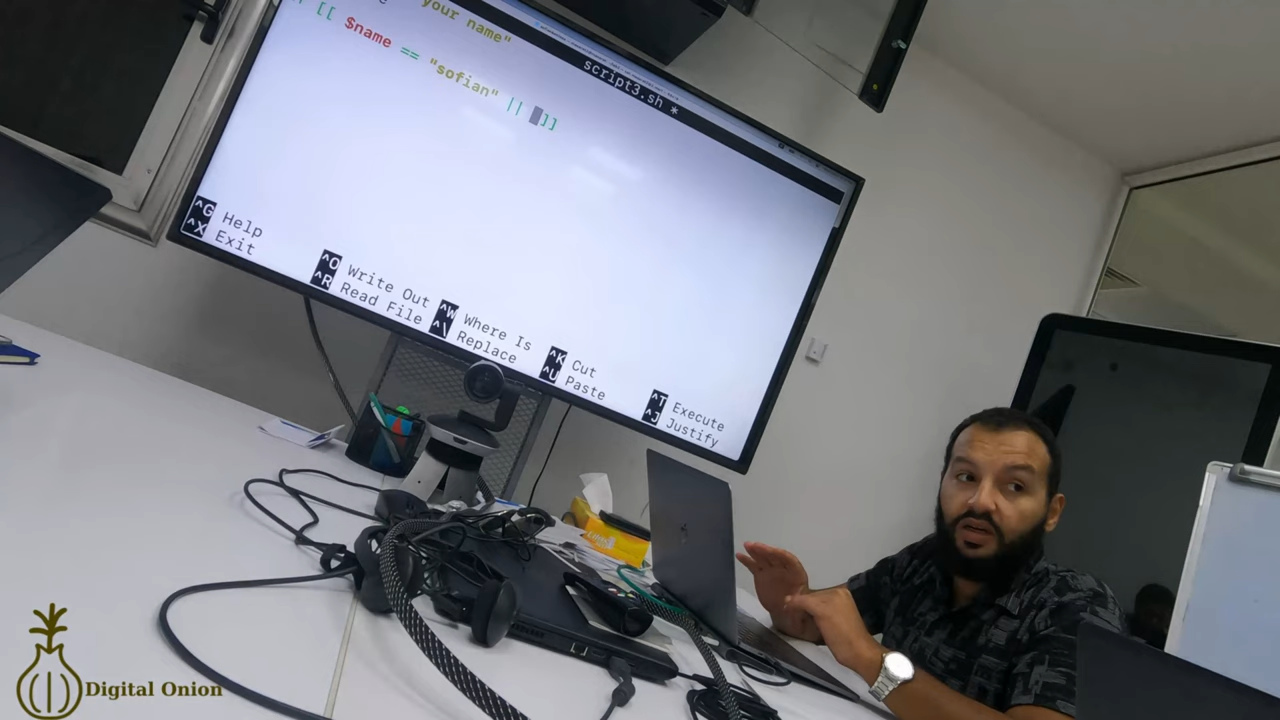 your name"
script3.sh *
[[ $name == "sofian" || ]]
^G Help
^X Exit
^O Write Out
^R Read File
^W Where Is
^\ Replace
^K Cut
^U Paste
^T Execute
^J Justify
Digital Onion